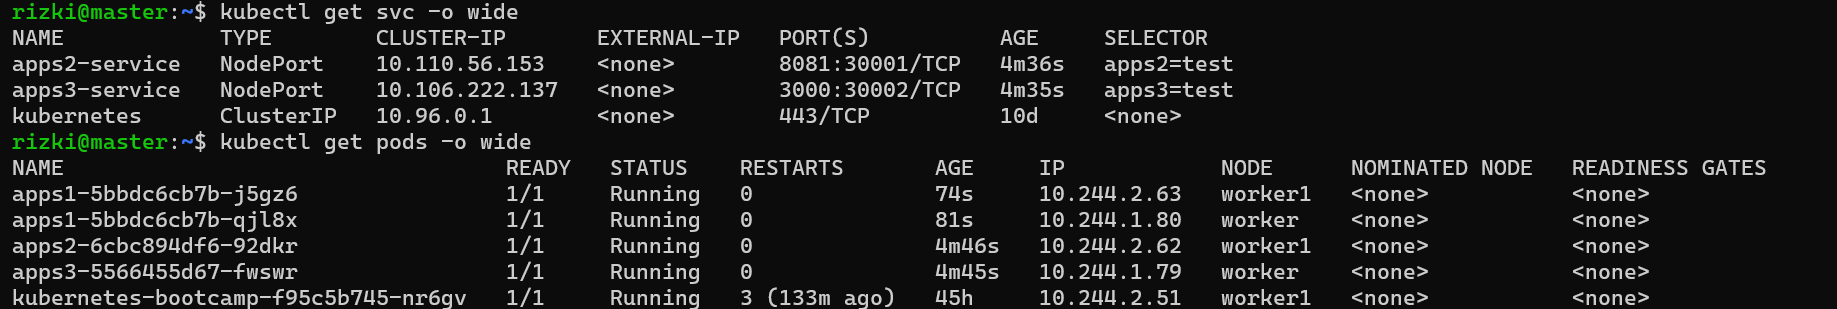 rizki@master:~$ kubectl get svc -o wide
NAME TYPE CLUSTER-IP EXTERNAL-IP PORT(S) AGE SELECTOR
apps2-service NodePort 10.110.56.153 <none> 8081:30001/TCP 4m36s apps2=test
apps3-service NodePort 10.106.222.137 <none> 3000:30002/TCP 4m35s apps3=test
kubernetes ClusterIP 10.96.0.1 <none> 443/TCP 10d <none>
rizki@master:~$ kubectl get pods -o wide
NAME READY STATUS RESTARTS AGE IP NODE NOMINATED NODE READINESS GATES
apps1-5bbdc6cb7b-j5gz6 1/1 Running 0 74s 10.244.2.63 worker1 <none> <none>
apps1-5bbdc6cb7b-qjl8x 1/1 Running 0 81s 10.244.1.80 worker <none> <none>
apps2-6cbc894df6-92dkr 1/1 Running 0 4m46s 10.244.2.62 worker1 <none> <none>
apps3-5566455d67-fwswr 1/1 Running 0 4m45s 10.244.1.79 worker <none> <none>
kubernetes-bootcamp-f95c5b745-nr6gv 1/1 Running 3 (133m ago) 45h 10.244.2.51 worker1 <none> <none>